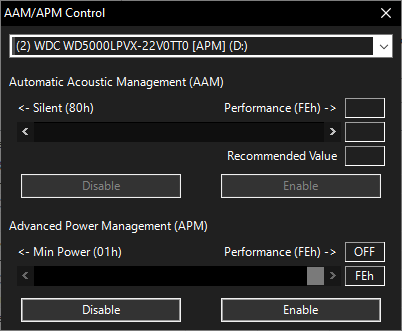 AAM/APM Control
(2) WDC WD5000LPVX-22V0TT0 [APM] (D:)
Automatic Acoustic Management (AAM)
<- Silent (80h) Performance (FEh) ->
Recommended Value
Disable Enable
Advanced Power Management (APM)
<- Min Power (01h) Performance (FEh) -> OFF
FEh
Disable Enable